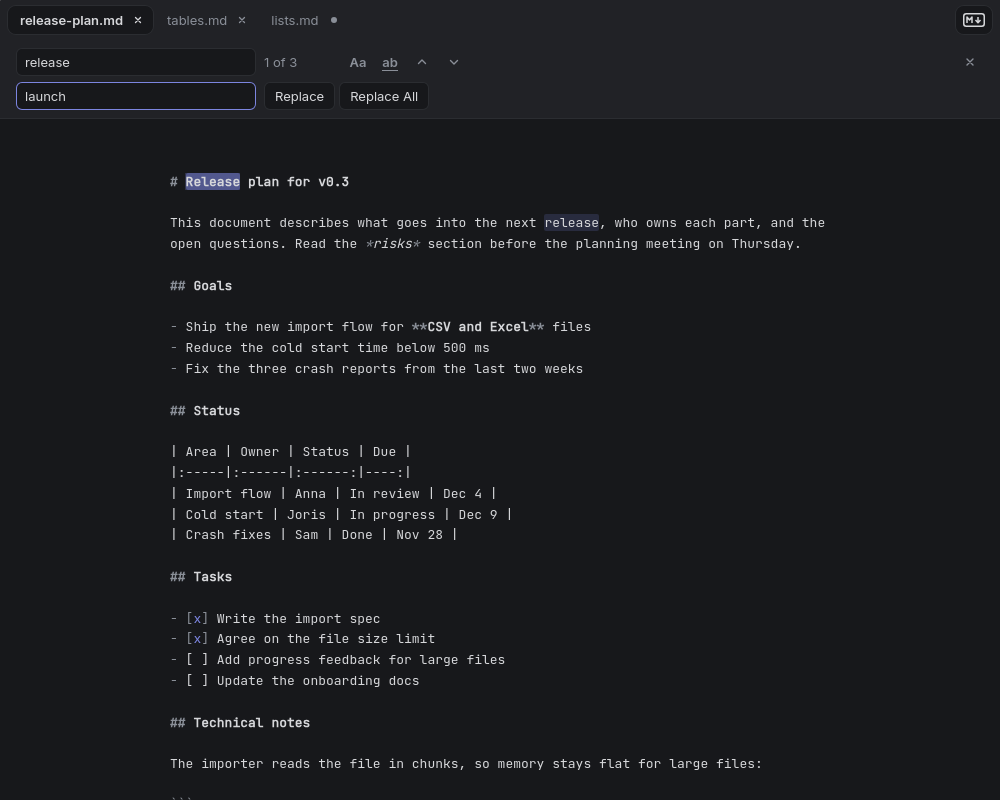 release-plan.md × tables.md × lists.md ●
M↓
release 1 of 3 Aa ab ×
launch Replace Replace All
# Release plan for v0.3
This document describes what goes into the next release, who owns each part, and the
open questions. Read the *risks* section before the planning meeting on Thursday.
## Goals
- Ship the new import flow for **CSV and Excel** files
- Reduce the cold start time below 500 ms
- Fix the three crash reports from the last two weeks
## Status
| Area | Owner | Status | Due |
|:-----|:------|:------:|----:|
| Import flow | Anna | In review | Dec 4 |
| Cold start | Joris | In progress | Dec 9 |
| Crash fixes | Sam | Done | Nov 28 |
## Tasks
- [x] Write the import spec
- [x] Agree on the file size limit
- [ ] Add progress feedback for large files
- [ ] Update the onboarding docs
## Technical notes
The importer reads the file in chunks, so memory stays flat for large files:
```